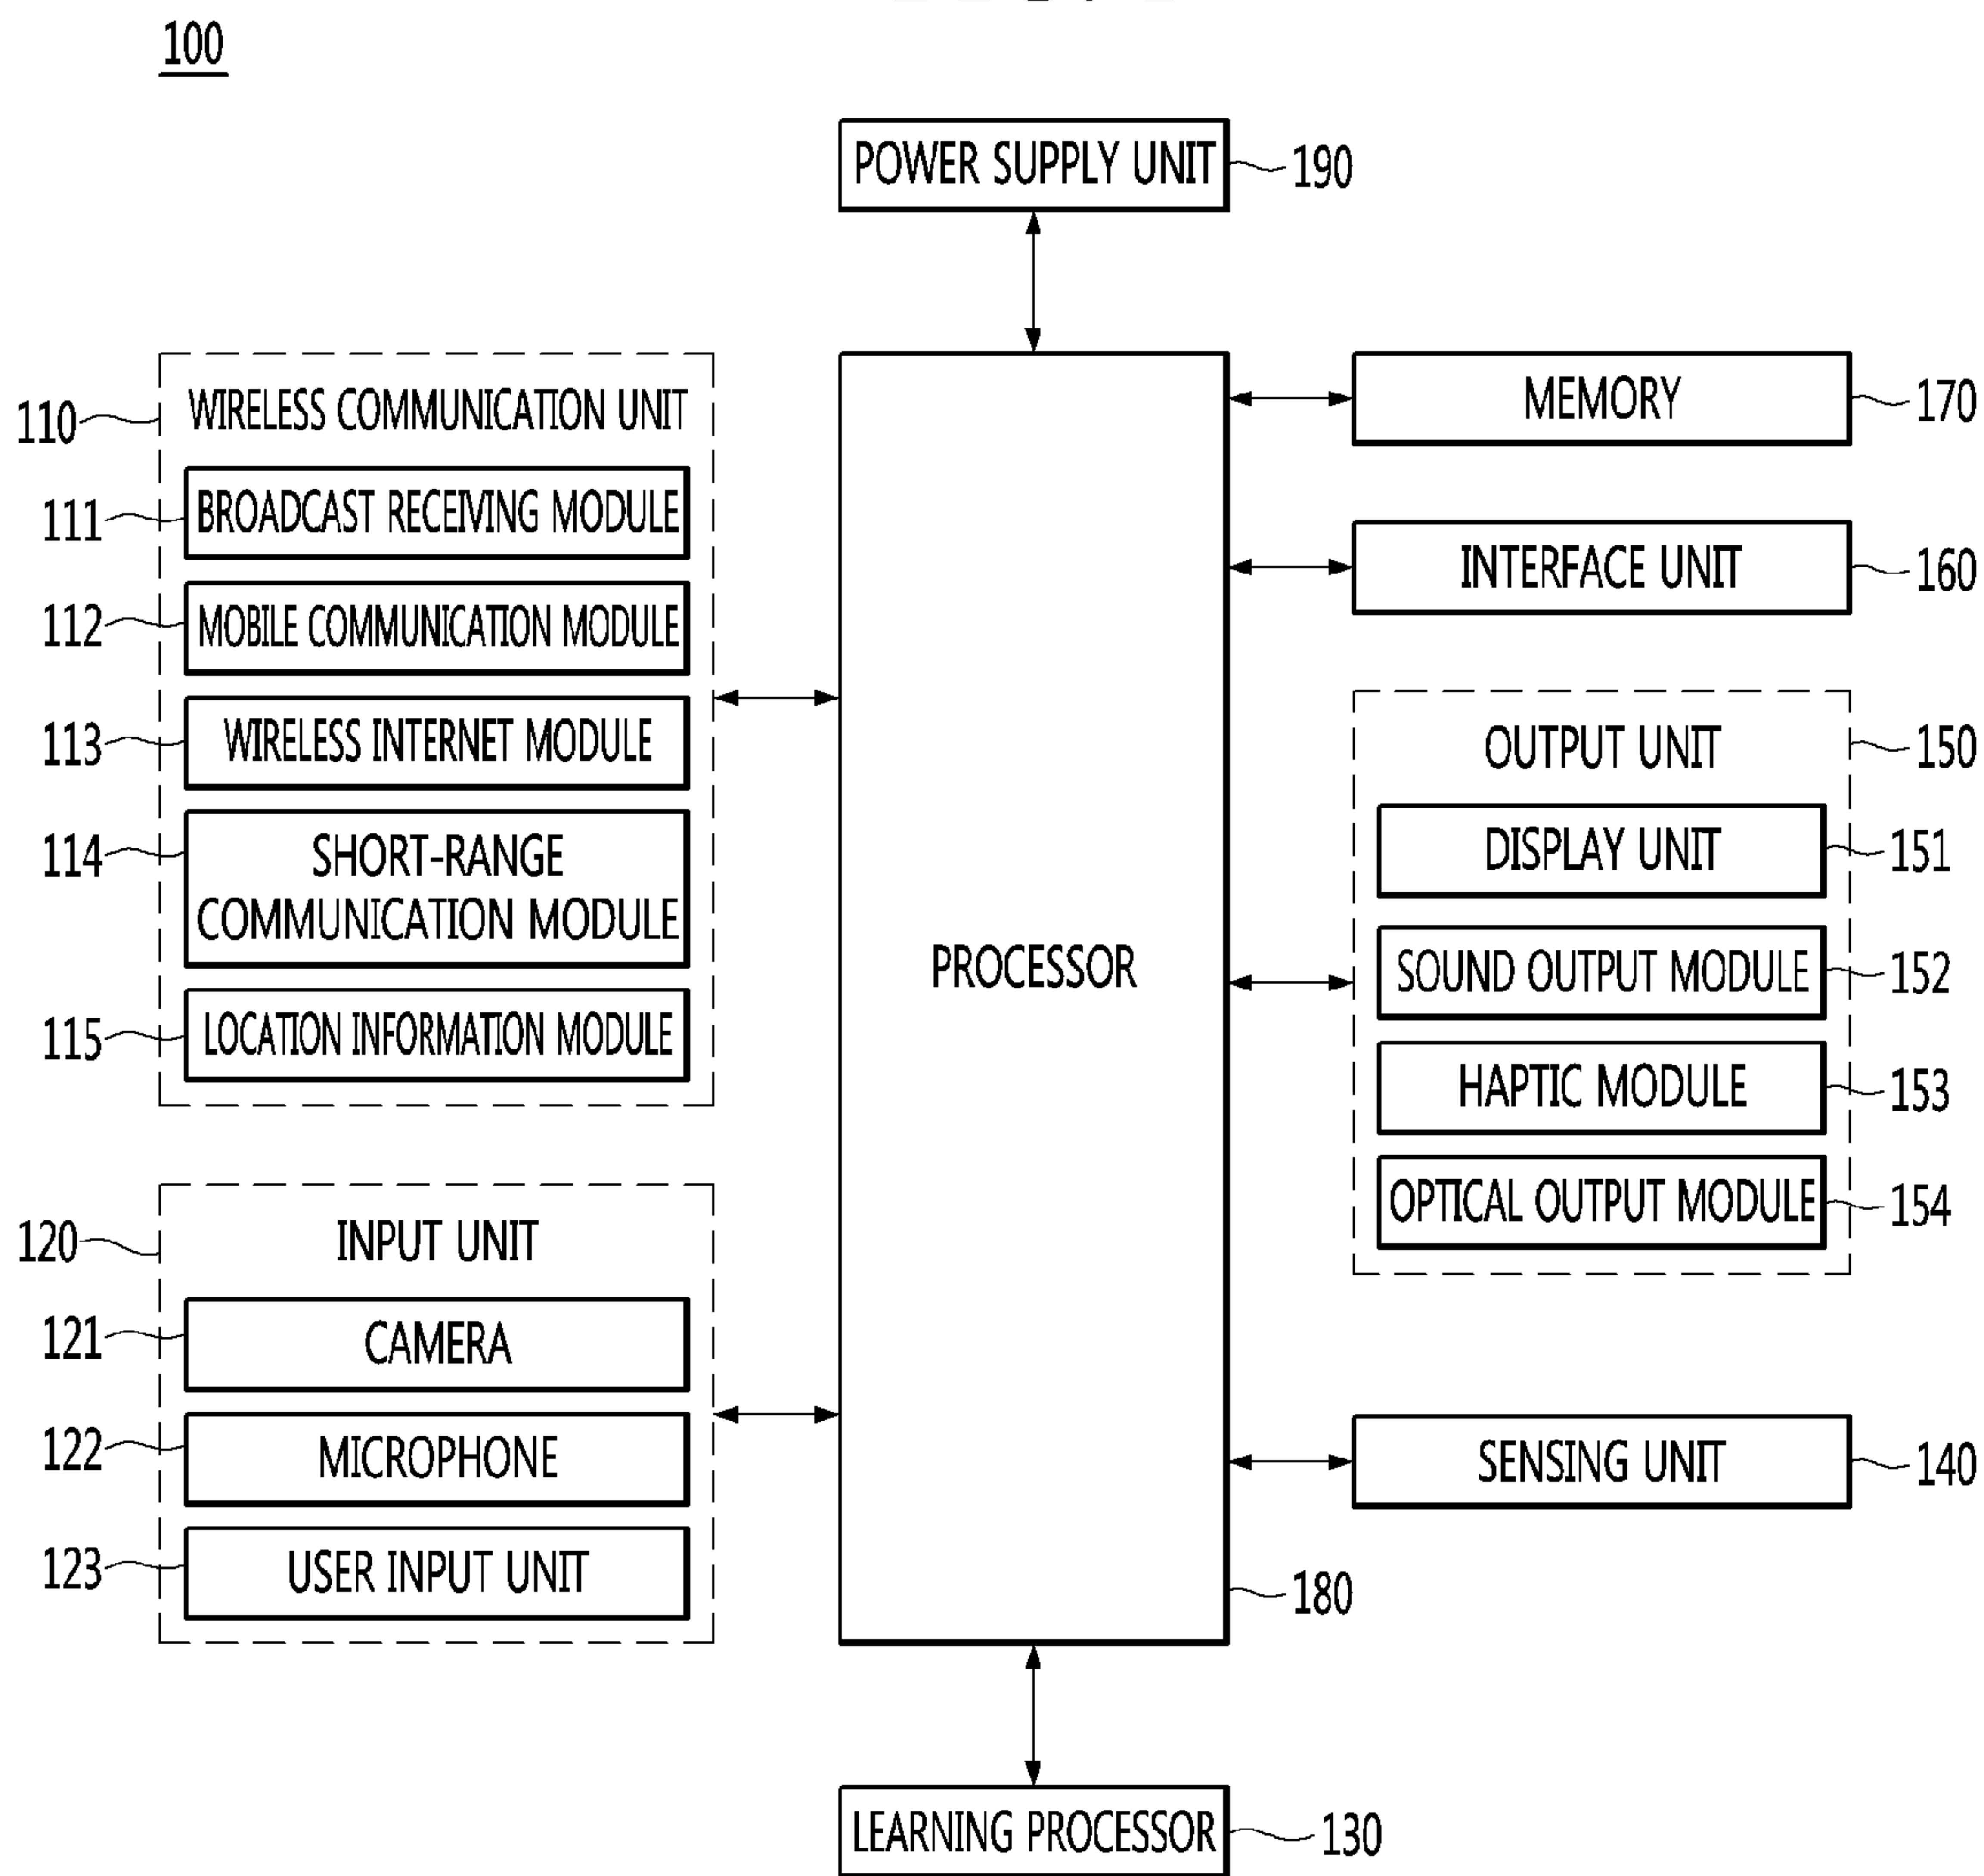 100
POWER SUPPLY UNIT
190
110
WIRELESS COMMUNICATION UNIT
111
BROADCAST RECEIVING MODULE
112
MOBILE COMMUNICATION MODULE
113
WIRELESS INTERNET MODULE
114
SHORT-RANGE
COMMUNICATION MODULE
115
LOCATION INFORMATION MODULE
120
INPUT UNIT
121
CAMERA
122
MICROPHONE
123
USER INPUT UNIT
PROCESSOR
180
MEMORY
170
INTERFACE UNIT
160
OUTPUT UNIT
150
DISPLAY UNIT
151
SOUND OUTPUT MODULE
152
HAPTIC MODULE
153
OPTICAL OUTPUT MODULE
154
SENSING UNIT
140
LEARNING PROCESSOR
130